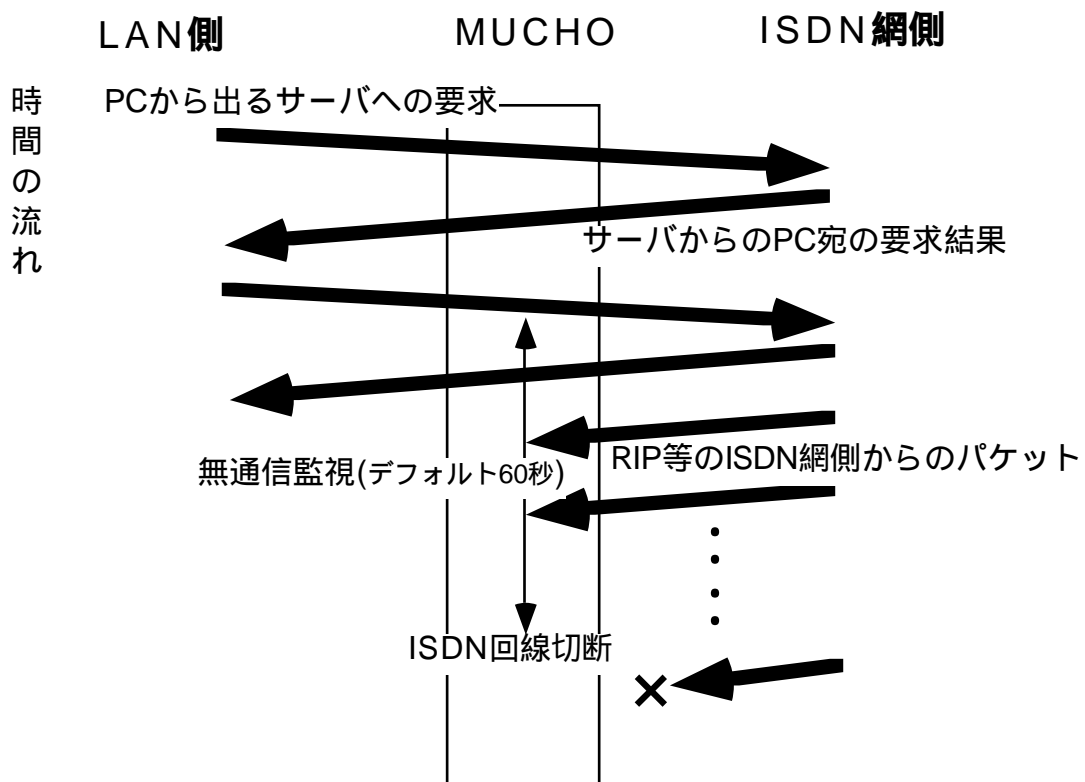 LAN側 MUCHO ISDN網側
時間の流れ
PCから出るサーバへの要求
サーバからのPC宛の要求結果
無通信監視(デフォルト60秒)
RIP等のISDN網側からのパケット
ISDN回線切断